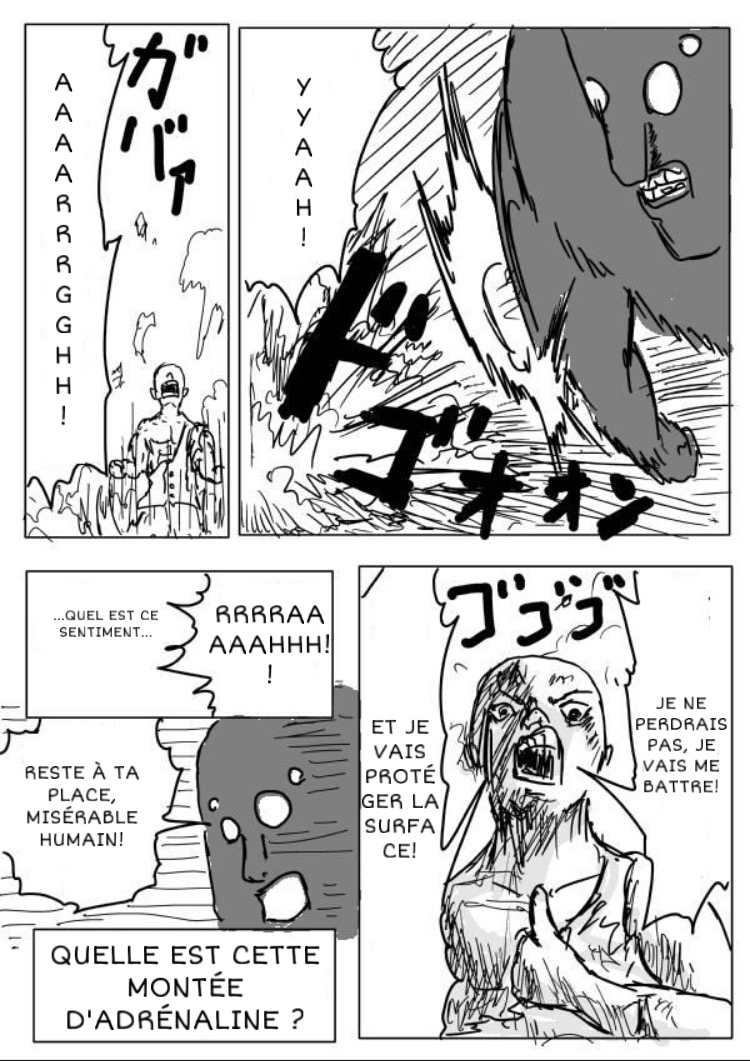 YYAAH!
ドゴオオン
ガバァ
AAAARRRGGHH!
ゴゴゴ
JE NE
PERDRAIS
PAS, JE
VAIS ME
BATTRE!
ET JE
VAIS
PROTÉ
GER LA
SURFA
CE!
RRRRAA
AAAHHH!
!
...QUEL EST CE
SENTIMENT...
RESTE À TA
PLACE,
MISÉRABLE
HUMAIN!
QUELLE EST CETTE
MONTÉE
D'ADRÉNALINE ?